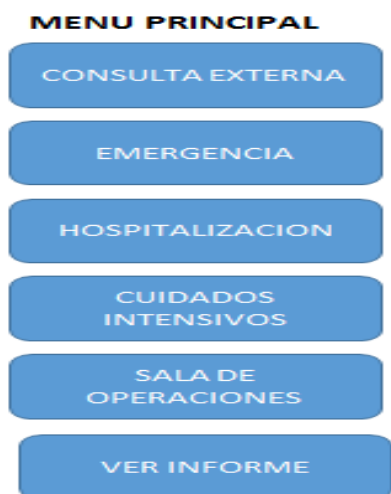 MENU PRINCIPAL
CONSULTA EXTERNA
EMERGENCIA
HOSPITALIZACION
CUIDADOS
INTENSIVOS
SALA DE
OPERACIONES
VER INFORME